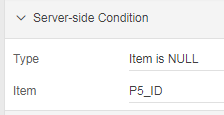 Server-side Condition
Type Item is NULL
Item P5_ID